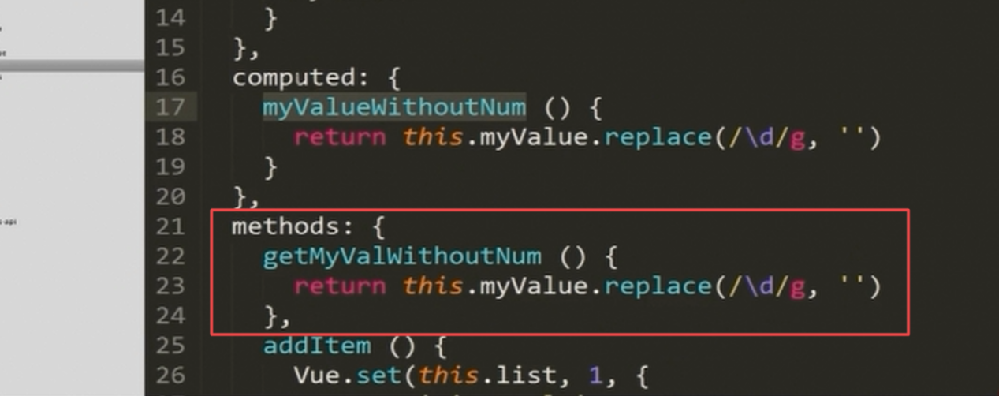 14 }
15 },
16 computed: {
17 myValueWithoutNum () {
18 return this.myValue.replace(/\d/g, '')
19 }
20 },
21 methods: {
22 getMyValWithoutNum () {
23 return this.myValue.replace(/\d/g, '')
24 },
25 addItem () {
26 Vue.set(this.list, 1, {